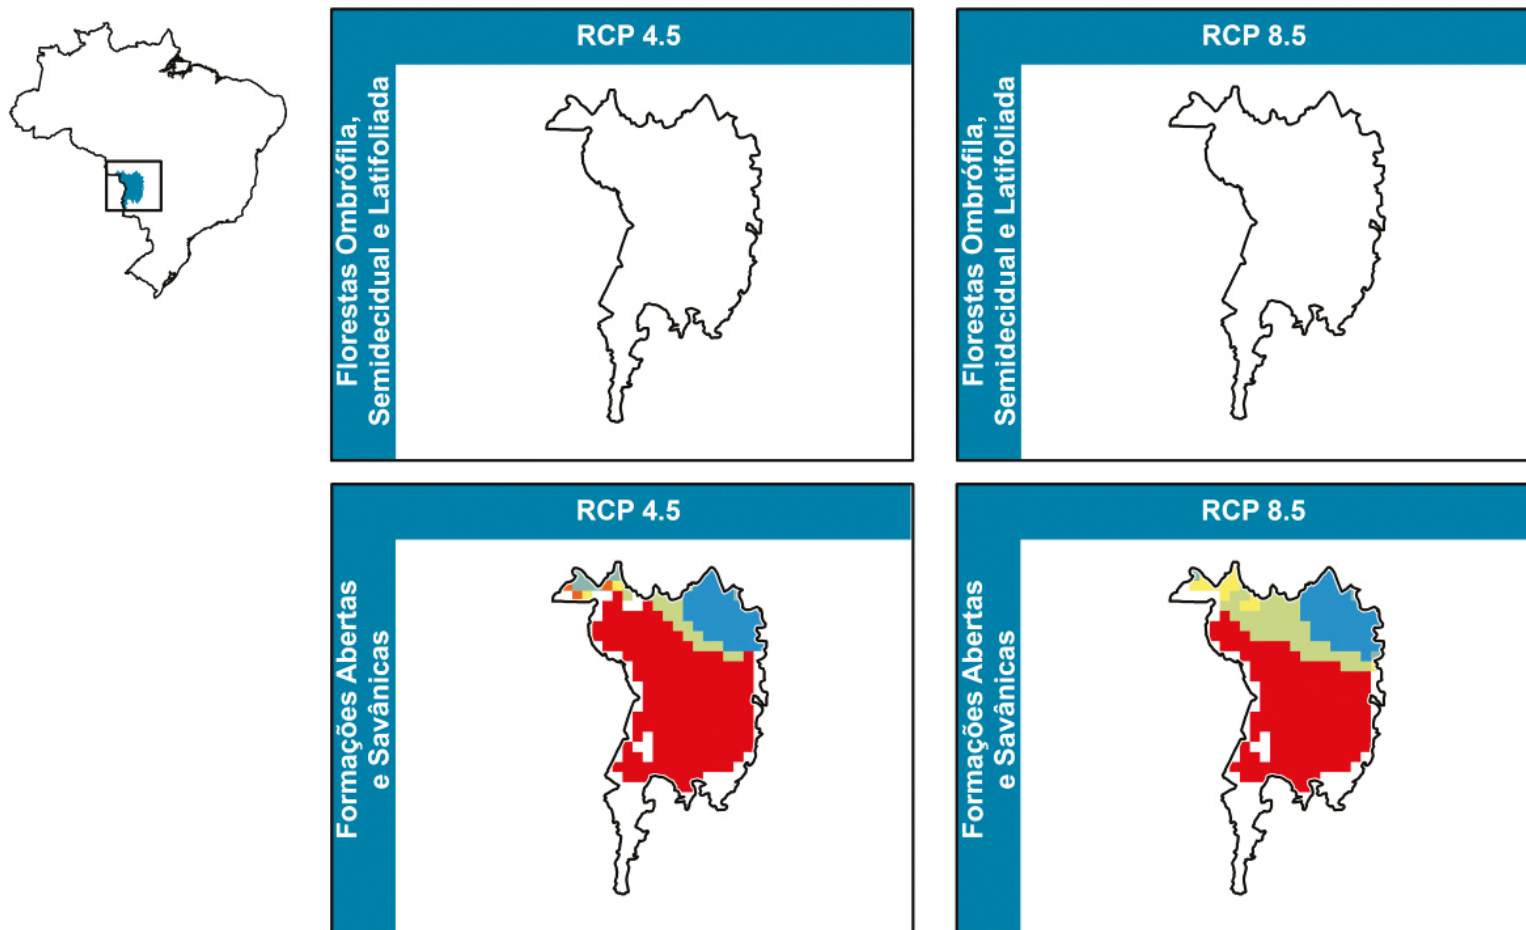 RCP 4.5
Florestas Ombrófila,
Semidecidual e Latifoliada
RCP 8.5
Florestas Ombrófila,
Semidecidual e Latifoliada
RCP 4.5
Formações Abertas
e Savânicas
RCP 8.5
Formações Abertas
e Savânicas